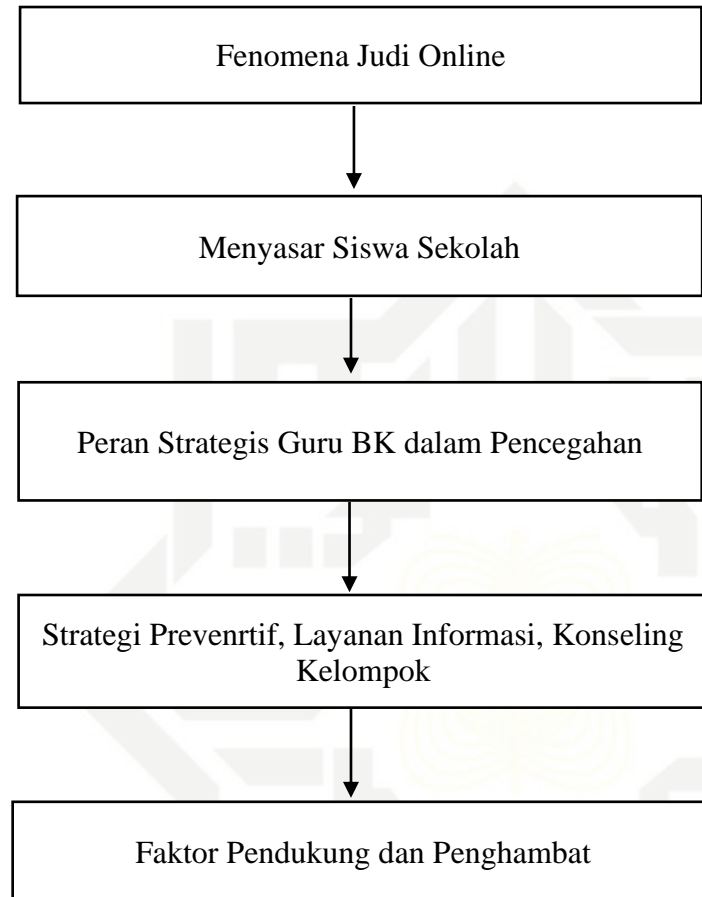 Fenomena Judi Online
Menyasar Siswa Sekolah
Peran Strategis Guru BK dalam Pencegahan
Strategi Prevenrtif, Layanan Informasi, Konseling
Kelompok
Faktor Pendukung dan Penghambat